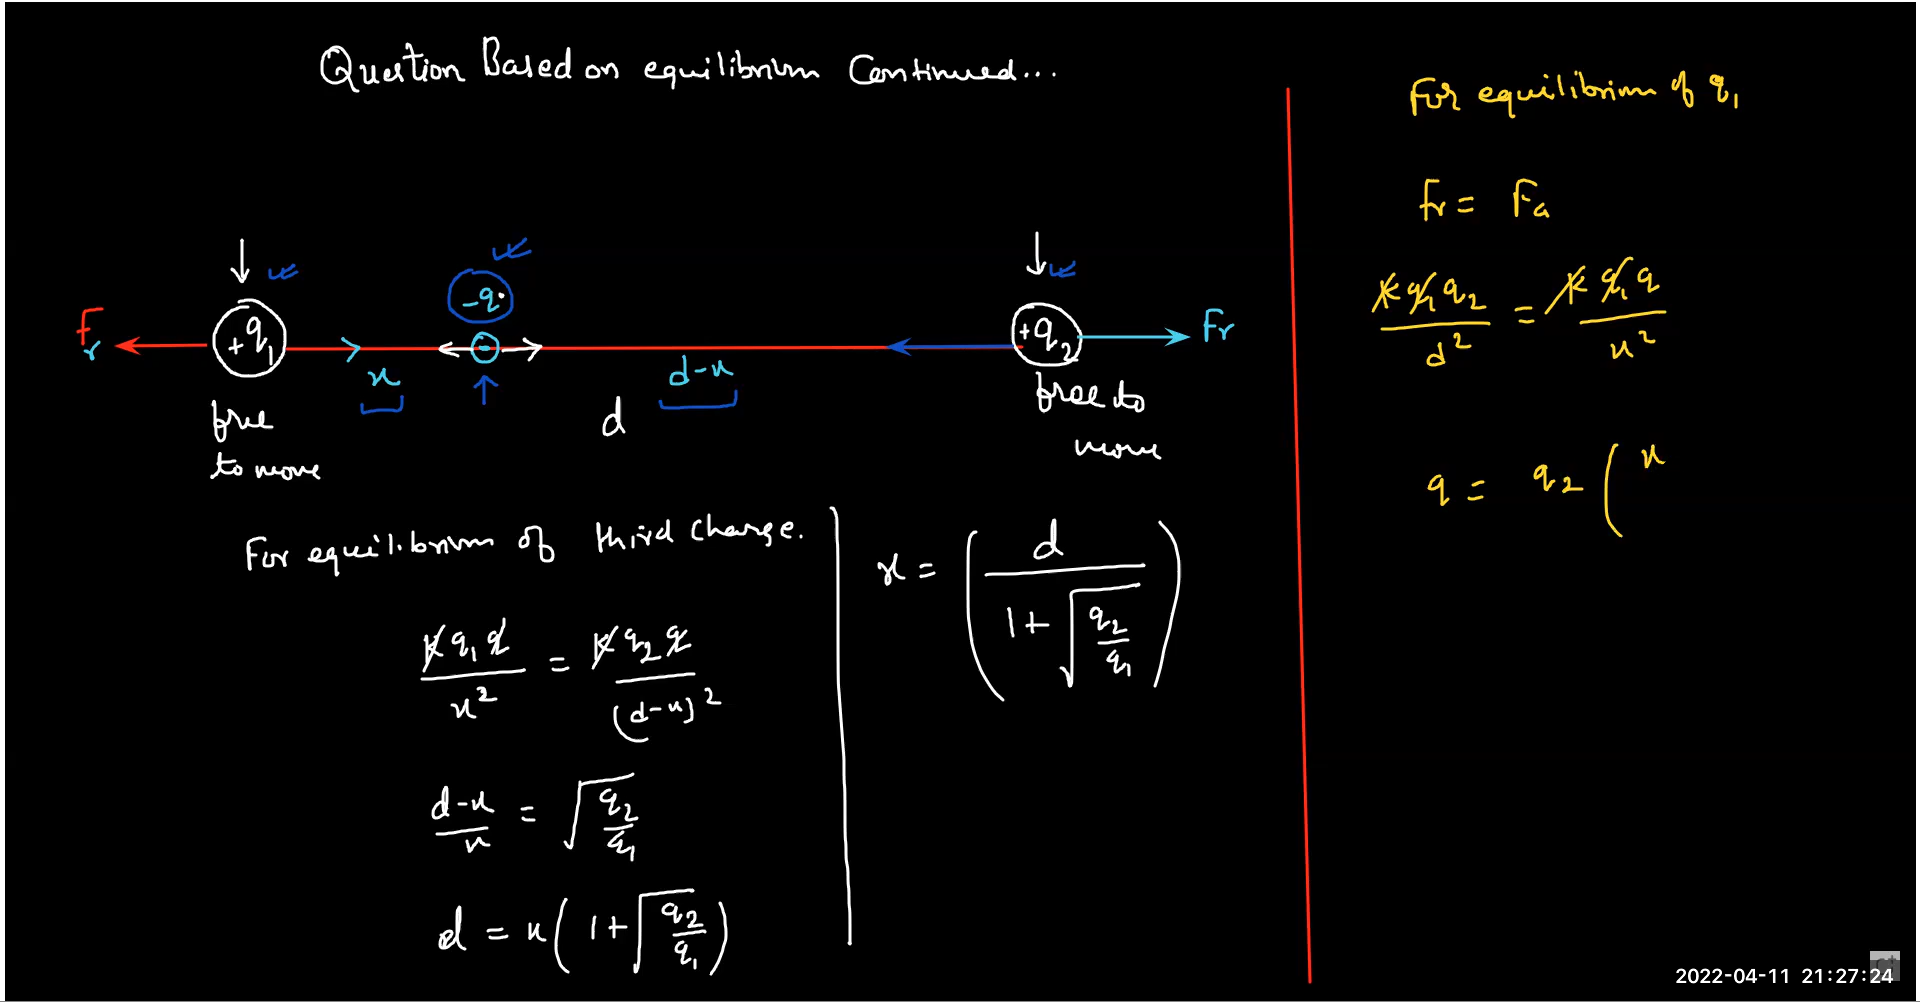 Question Based on equilibrium Continued...
-q
F r
+q₁
x
d-x
+q₂
Fr
free
to move
d
free to
move
For equilibrium of third charge.
k q₁ q / x² = k q₂ q / (d-x)²
d-x / x = √(q₂/q₁)
d = x ( 1+ √(q₂/q₁) )
x = ( d / 1+ √(q₂/q₁) )
For equilibrium of q₁
Fr = Fa
k q₁ q₂ / d² = k q₁ q / x²
q = q₂ ( x
2022-04-11 21:27:24